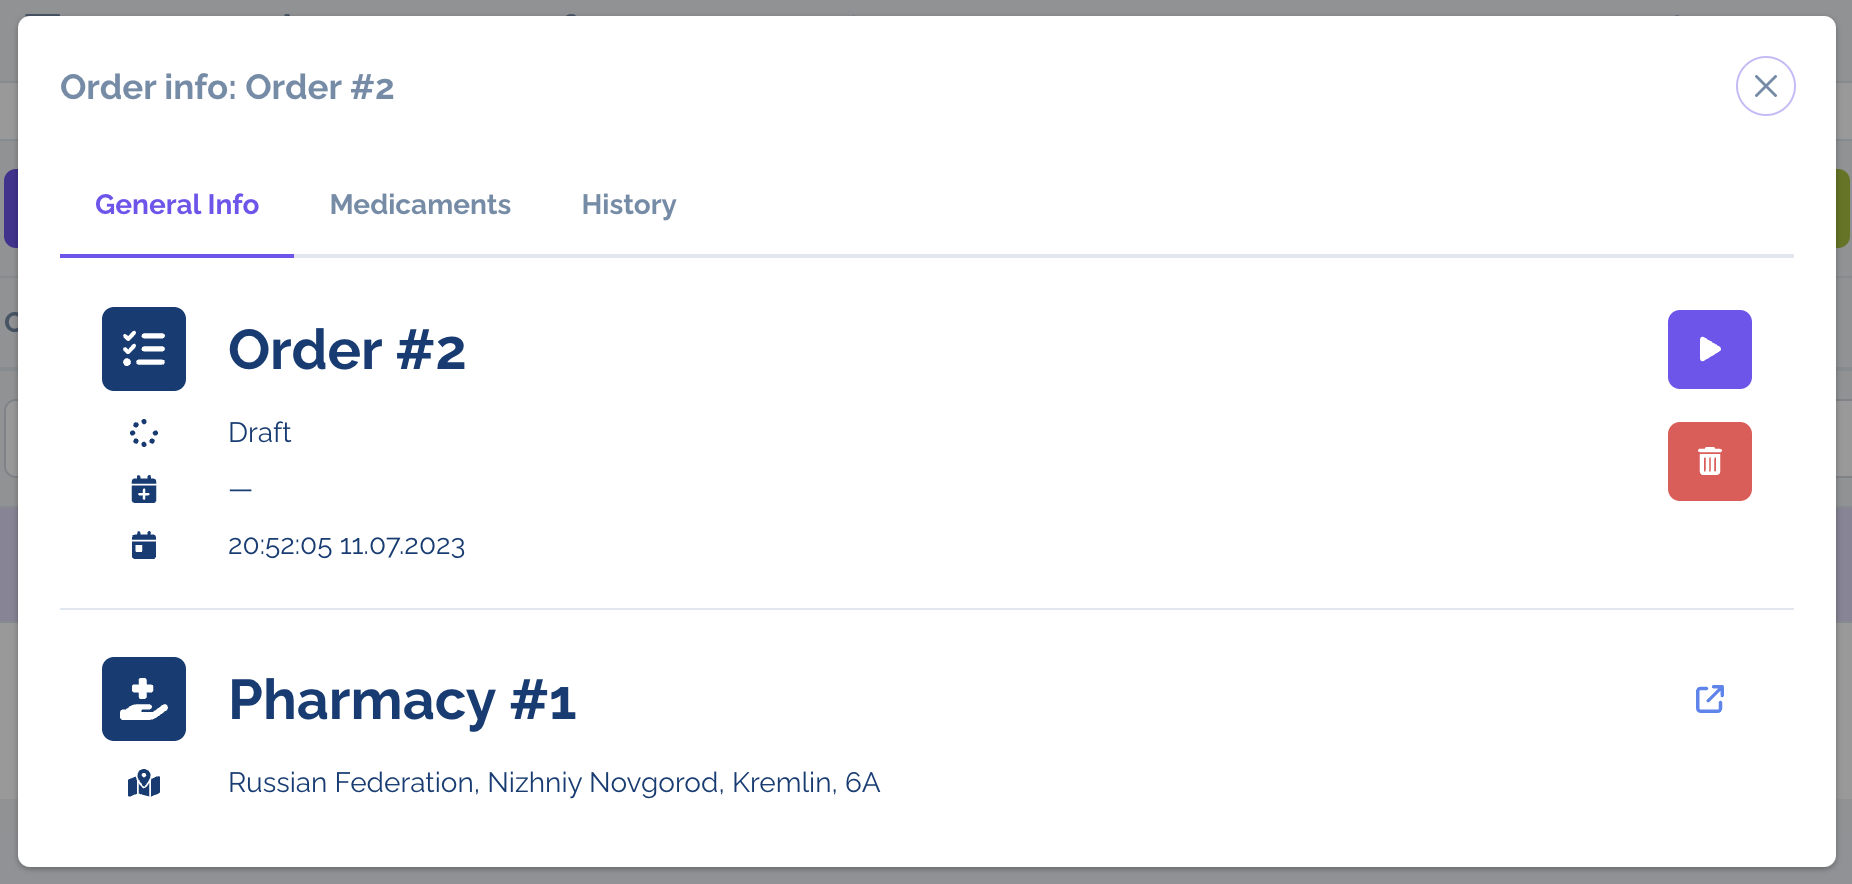 Order info: Order #2
General Info Medicaments History
Order #2
Draft
—
20:52:05 11.07.2023
Pharmacy #1
Russian Federation, Nizhniy Novgorod, Kremlin, 6A